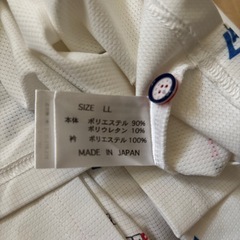 SIZE LL
本体 ポリエステル 90%
ポリウレタン 10%
衿 ポリエステル 100%
MADE IN JAPAN